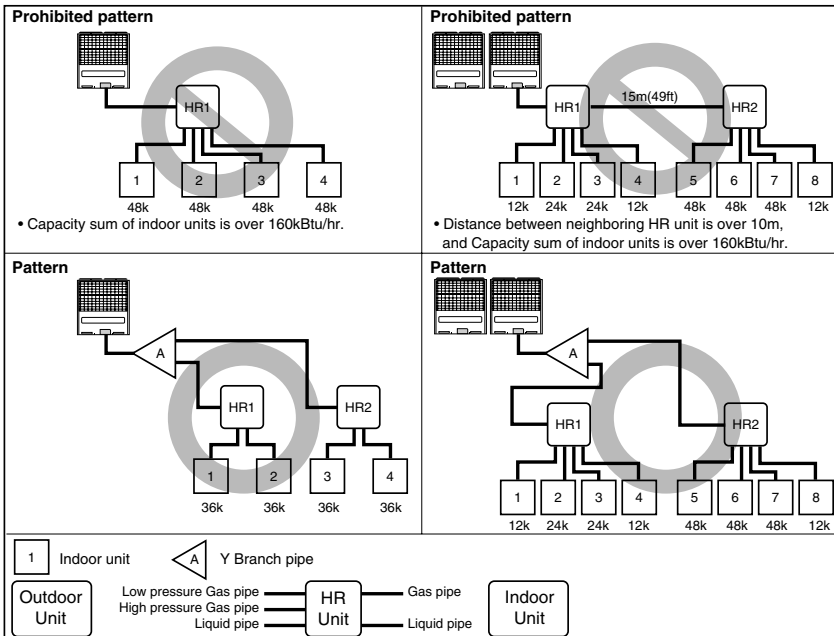 Prohibited pattern
HR1
1 2 3 4
48k 48k 48k 48k
• Capacity sum of indoor units is over 160kBtu/hr.
Prohibited pattern
HR1 15m(49ft) HR2
1 2 3 4 5 6 7 8
12k 24k 24k 12k 48k 48k 48k 12k
• Distance between neighboring HR unit is over 10m,
and Capacity sum of indoor units is over 160kBtu/hr.
Pattern
A
HR1 HR2
1 2 3 4
36k 36k 36k 36k
Pattern
A
HR1 HR2
1 2 3 4 5 6 7 8
12k 24k 24k 12k 48k 48k 48k 12k
1 Indoor unit A Y Branch pipe
Outdoor
Unit
Low pressure Gas pipe
High pressure Gas pipe
Liquid pipe
HR
Unit
Gas pipe
Liquid pipe
Indoor
Unit